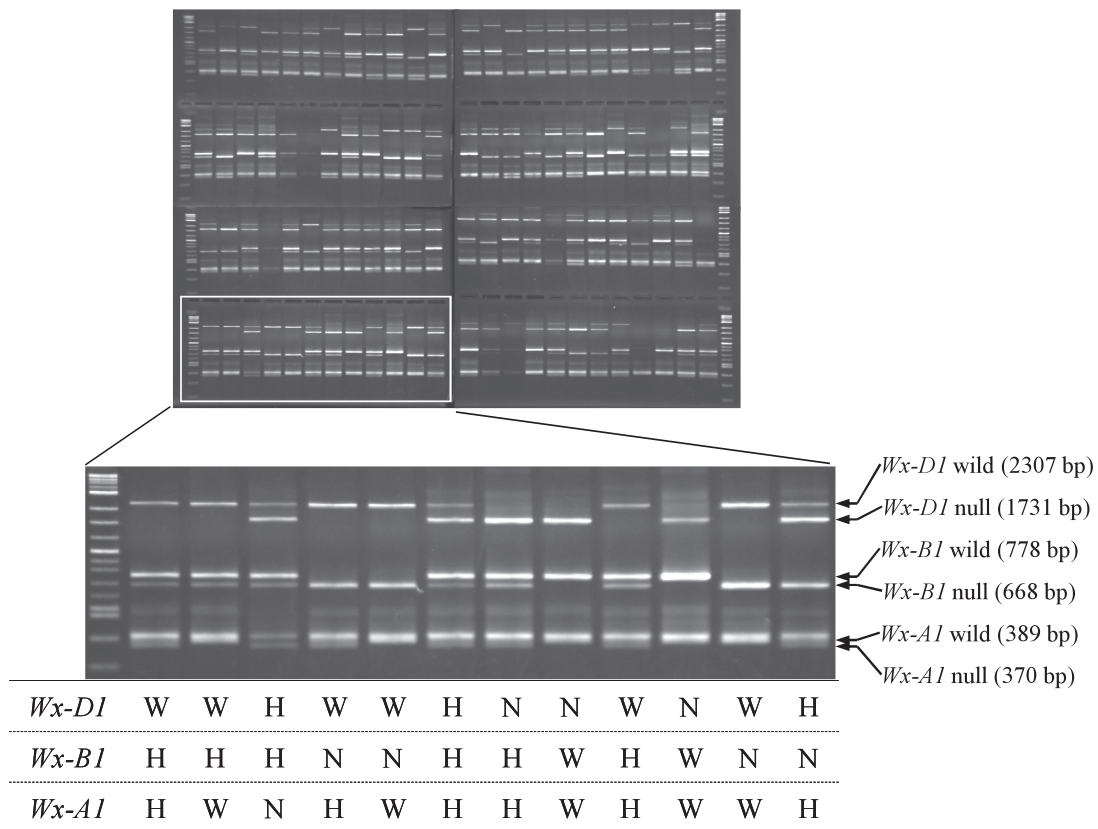 Wx-D1 wild (2307 bp)
Wx-D1 null (1731 bp)
Wx-B1 wild (778 bp)
Wx-B1 null (668 bp)
Wx-A1 wild (389 bp)
Wx-A1 null (370 bp)
Wx-D1 W W H W W H N N W N W H
Wx-B1 H H H N N H H W H W N N
Wx-A1 H W N H W H H W H W W H